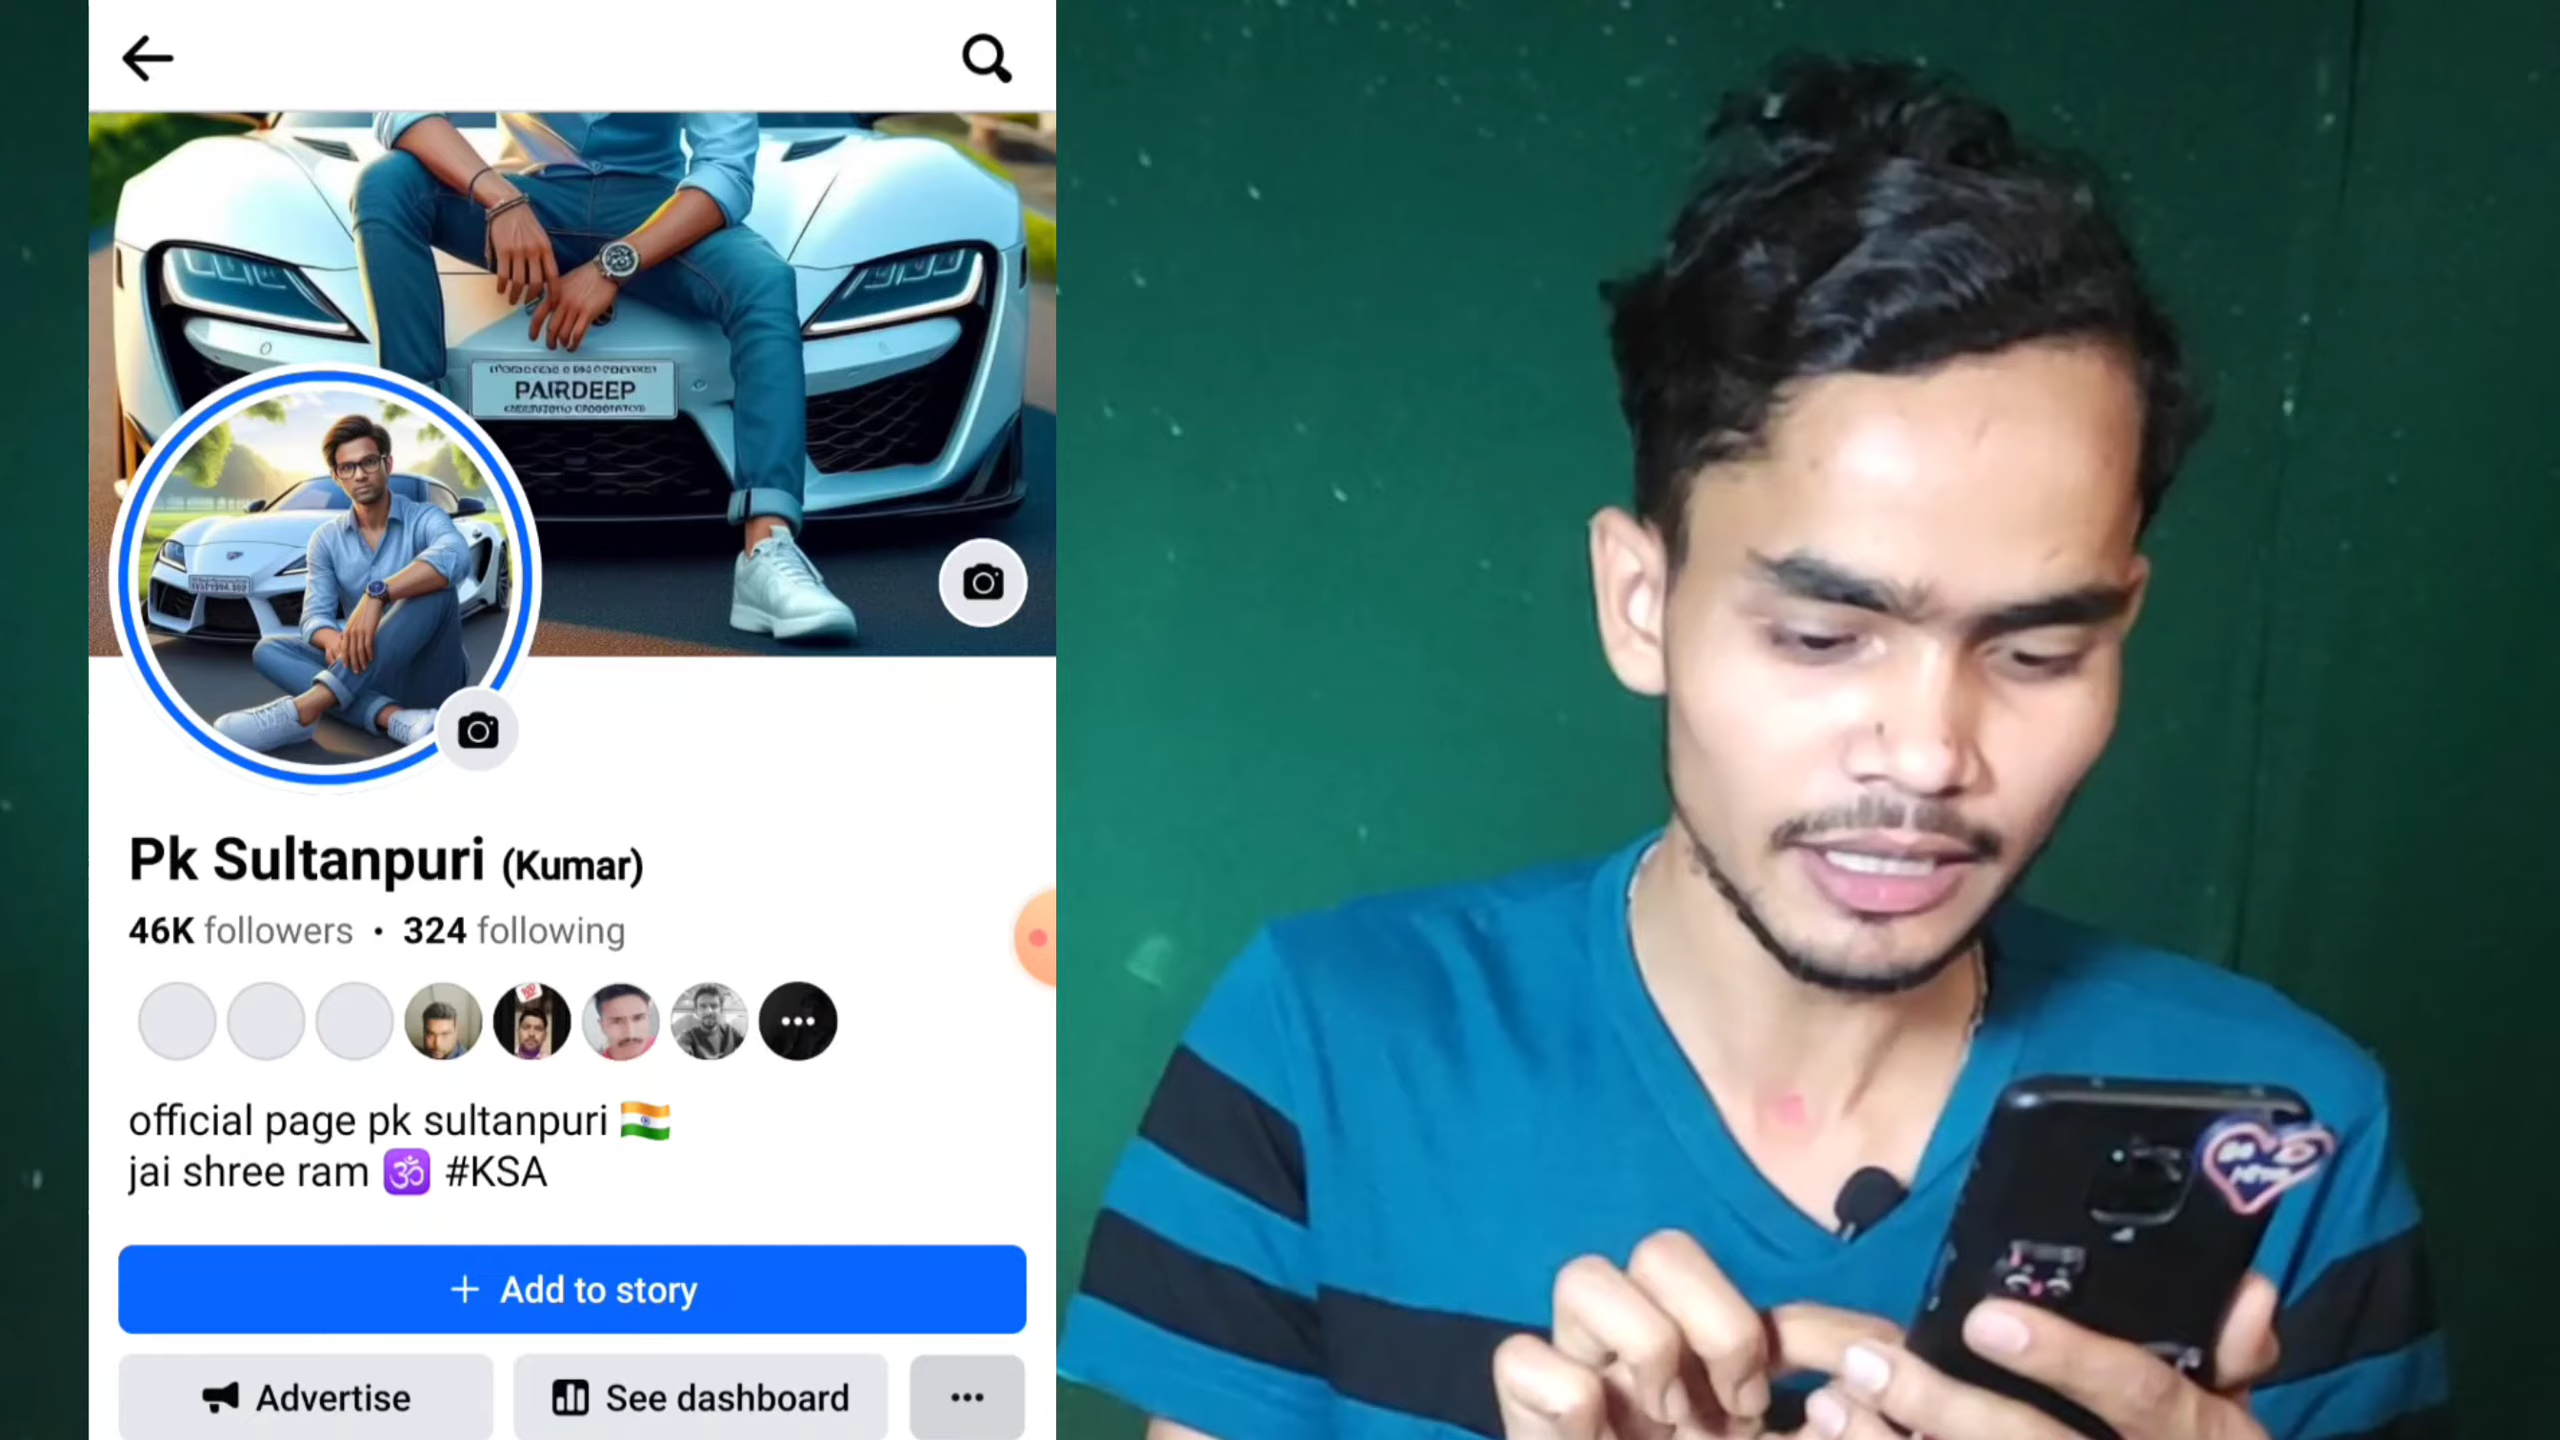 PAIRDEEP
Pk Sultanpuri (Kumar)
46K followers • 324 following
official page pk sultanpuri 🇮🇳
jai shree ram 🕉 #KSA
+ Add to story
Advertise
See dashboard